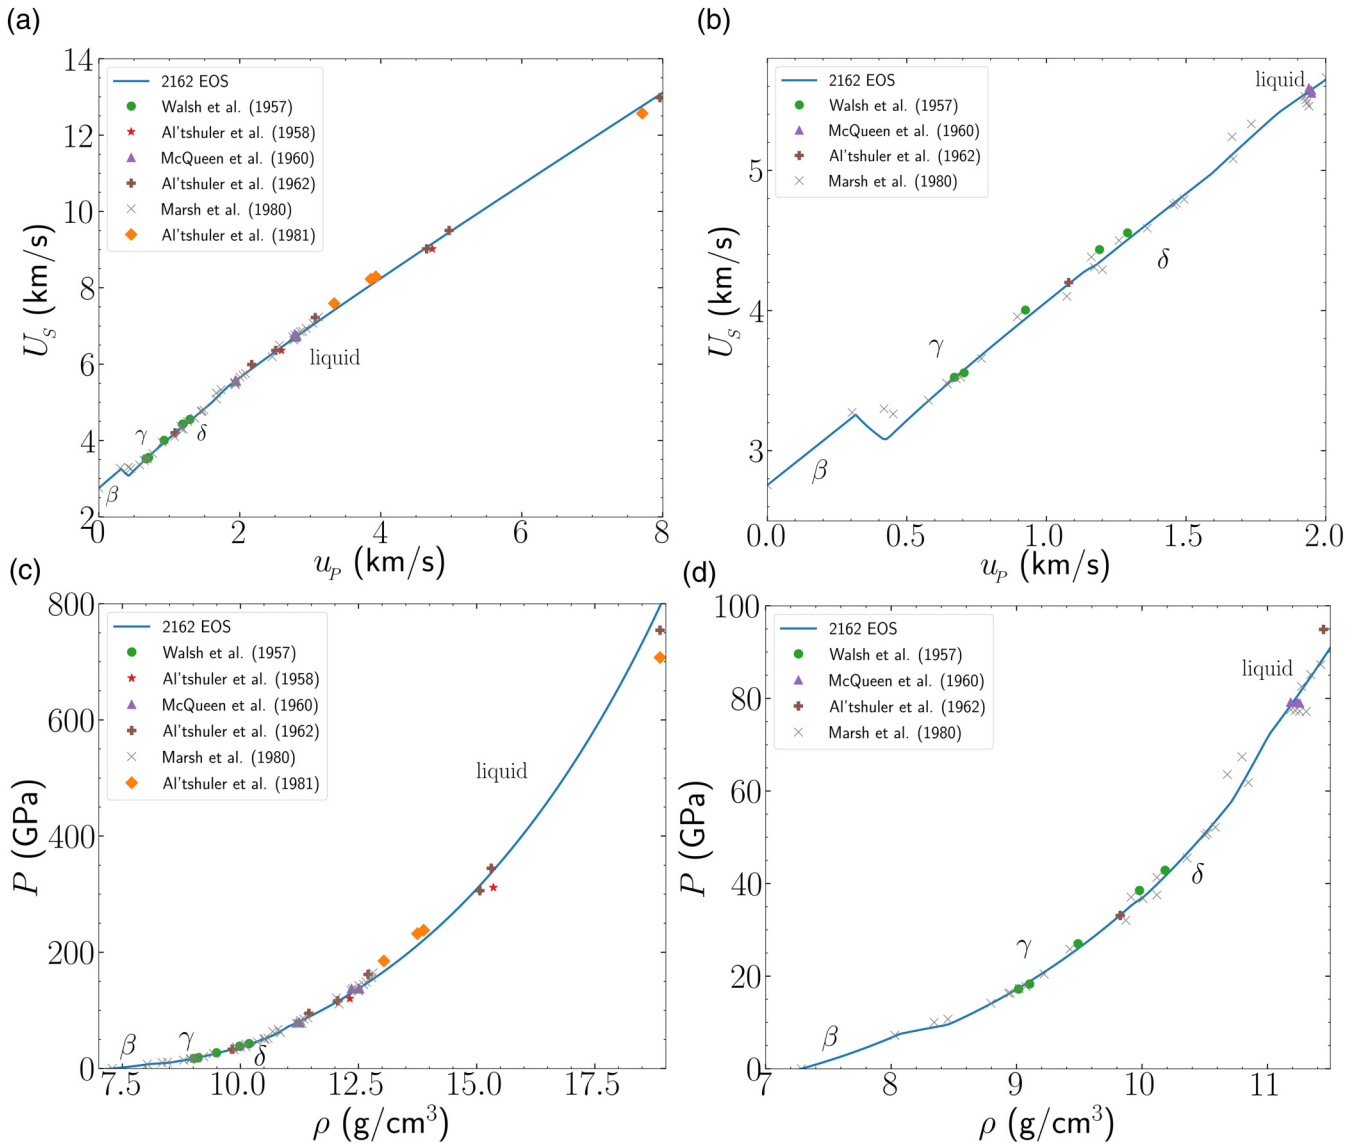 (a)
14
12
10
8
6
4
2
0
2
4
6
8
U_S (km/s)
u_P (km/s)
2162 EOS
Walsh et al. (1957)
Al'tshuler et al. (1958)
McQueen et al. (1960)
Al'tshuler et al. (1962)
Marsh et al. (1980)
Al'tshuler et al. (1981)
liquid
γ
δ
β
(b)
5
4
3
0.0
0.5
1.0
1.5
2.0
U_S (km/s)
u_P (km/s)
2162 EOS
Walsh et al. (1957)
McQueen et al. (1960)
Al'tshuler et al. (1962)
Marsh et al. (1980)
liquid
δ
γ
β
(c)
800
600
400
200
0
7.5
10.0
12.5
15.0
17.5
P (GPa)
ρ (g/cm³)
2162 EOS
Walsh et al. (1957)
Al'tshuler et al. (1958)
McQueen et al. (1960)
Al'tshuler et al. (1962)
Marsh et al. (1980)
Al'tshuler et al. (1981)
liquid
β
γ
δ
(d)
100
80
60
40
20
0
7
8
9
10
11
P (GPa)
ρ (g/cm³)
2162 EOS
Walsh et al. (1957)
McQueen et al. (1960)
Al'tshuler et al. (1962)
Marsh et al. (1980)
liquid
δ
γ
β